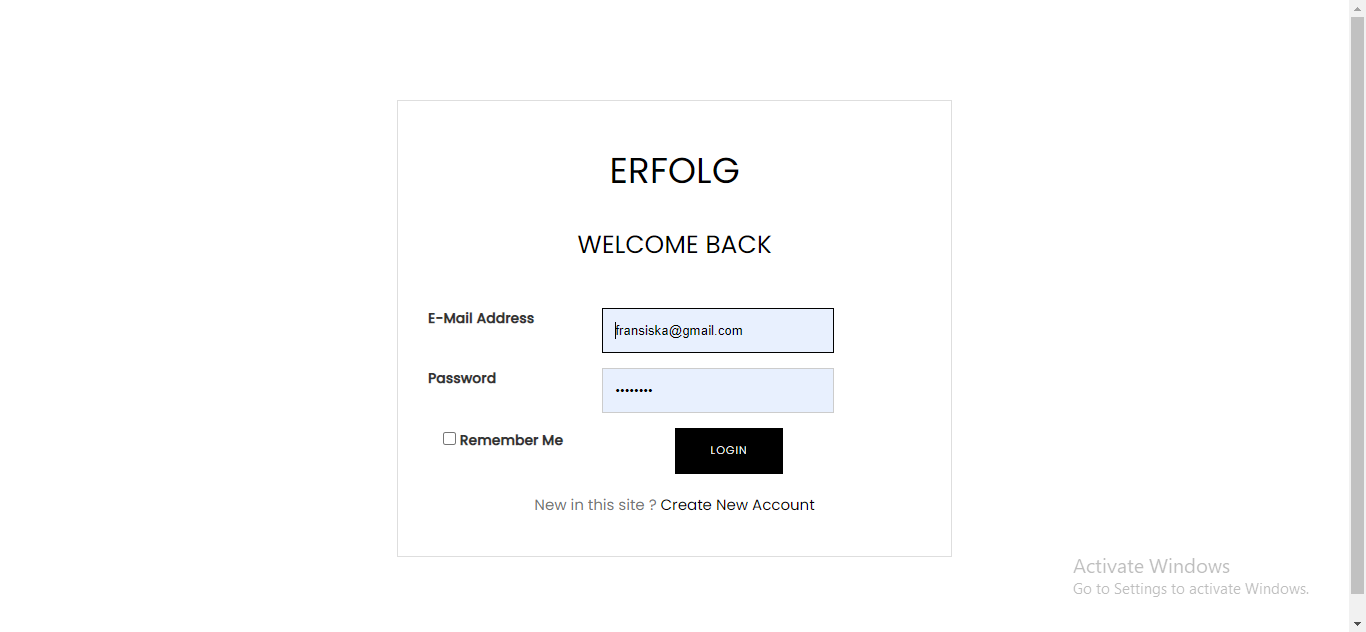 ERFOLG
WELCOME BACK
E-Mail Address
fransiska@gmail.com
Password
••••••••
Remember Me
LOGIN
New in this site ? Create New Account
Activate Windows
Go to Settings to activate Windows.